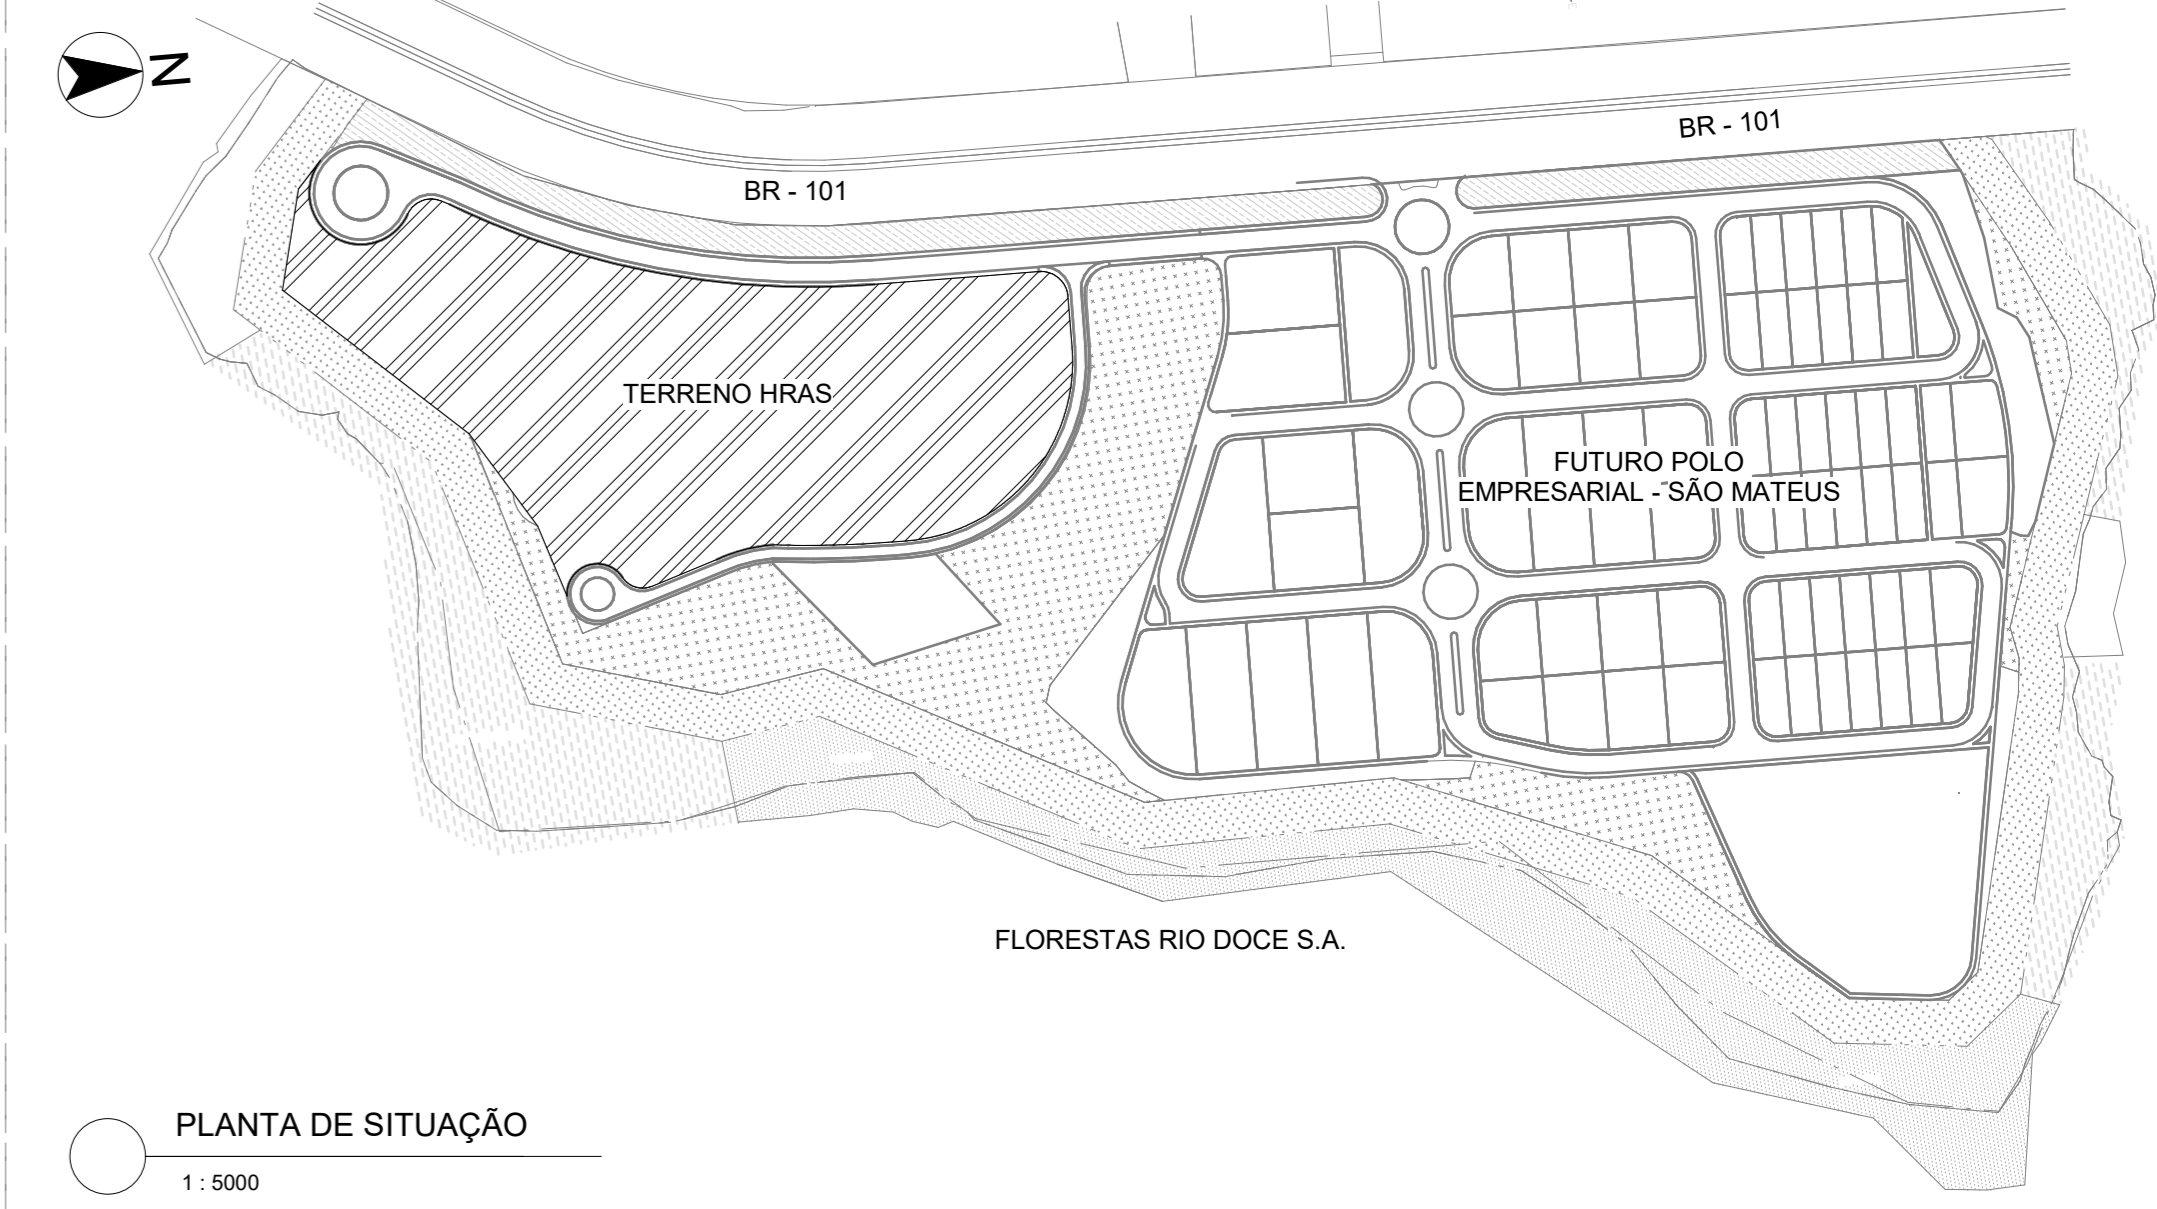 N
BR - 101
BR - 101
TERRENO HRAS
FUTURO POLO
EMPRESARIAL - SÃO MATEUS
FLORESTAS RIO DOCE S.A.
PLANTA DE SITUAÇÃO
1 : 5000